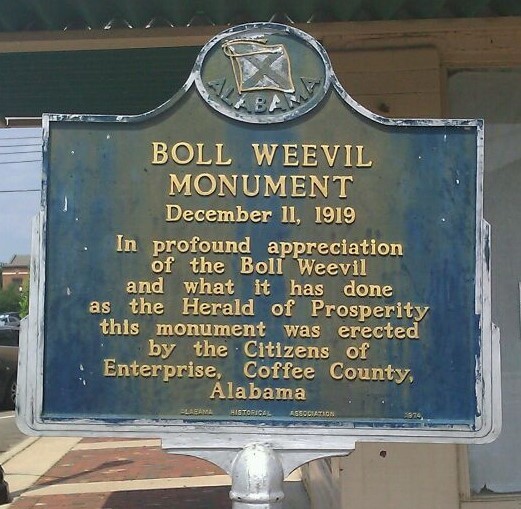 ALABAMA
BOLL WEEVIL
MONUMENT
December 11, 1919
In profound appreciation
of the Boll Weevil
and what it has done
as the Herald of Prosperity
this monument was erected
by the Citizens of
Enterprise, Coffee County,
Alabama
ALABAMA HISTORICAL ASSOCIATION 1974